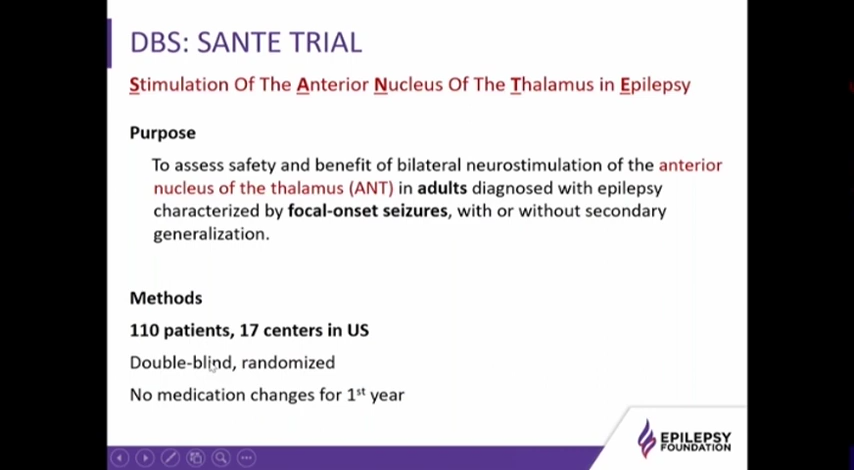 DBS: SANTE TRIAL
Stimulation Of The Anterior Nucleus Of The Thalamus in Epilepsy
Purpose
To assess safety and benefit of bilateral neurostimulation of the anterior
nucleus of the thalamus (ANT) in adults diagnosed with epilepsy
characterized by focal-onset seizures, with or without secondary
generalization.
Methods
110 patients, 17 centers in US
Double-blind, randomized
No medication changes for 1st year
EPILEPSY
FOUNDATION